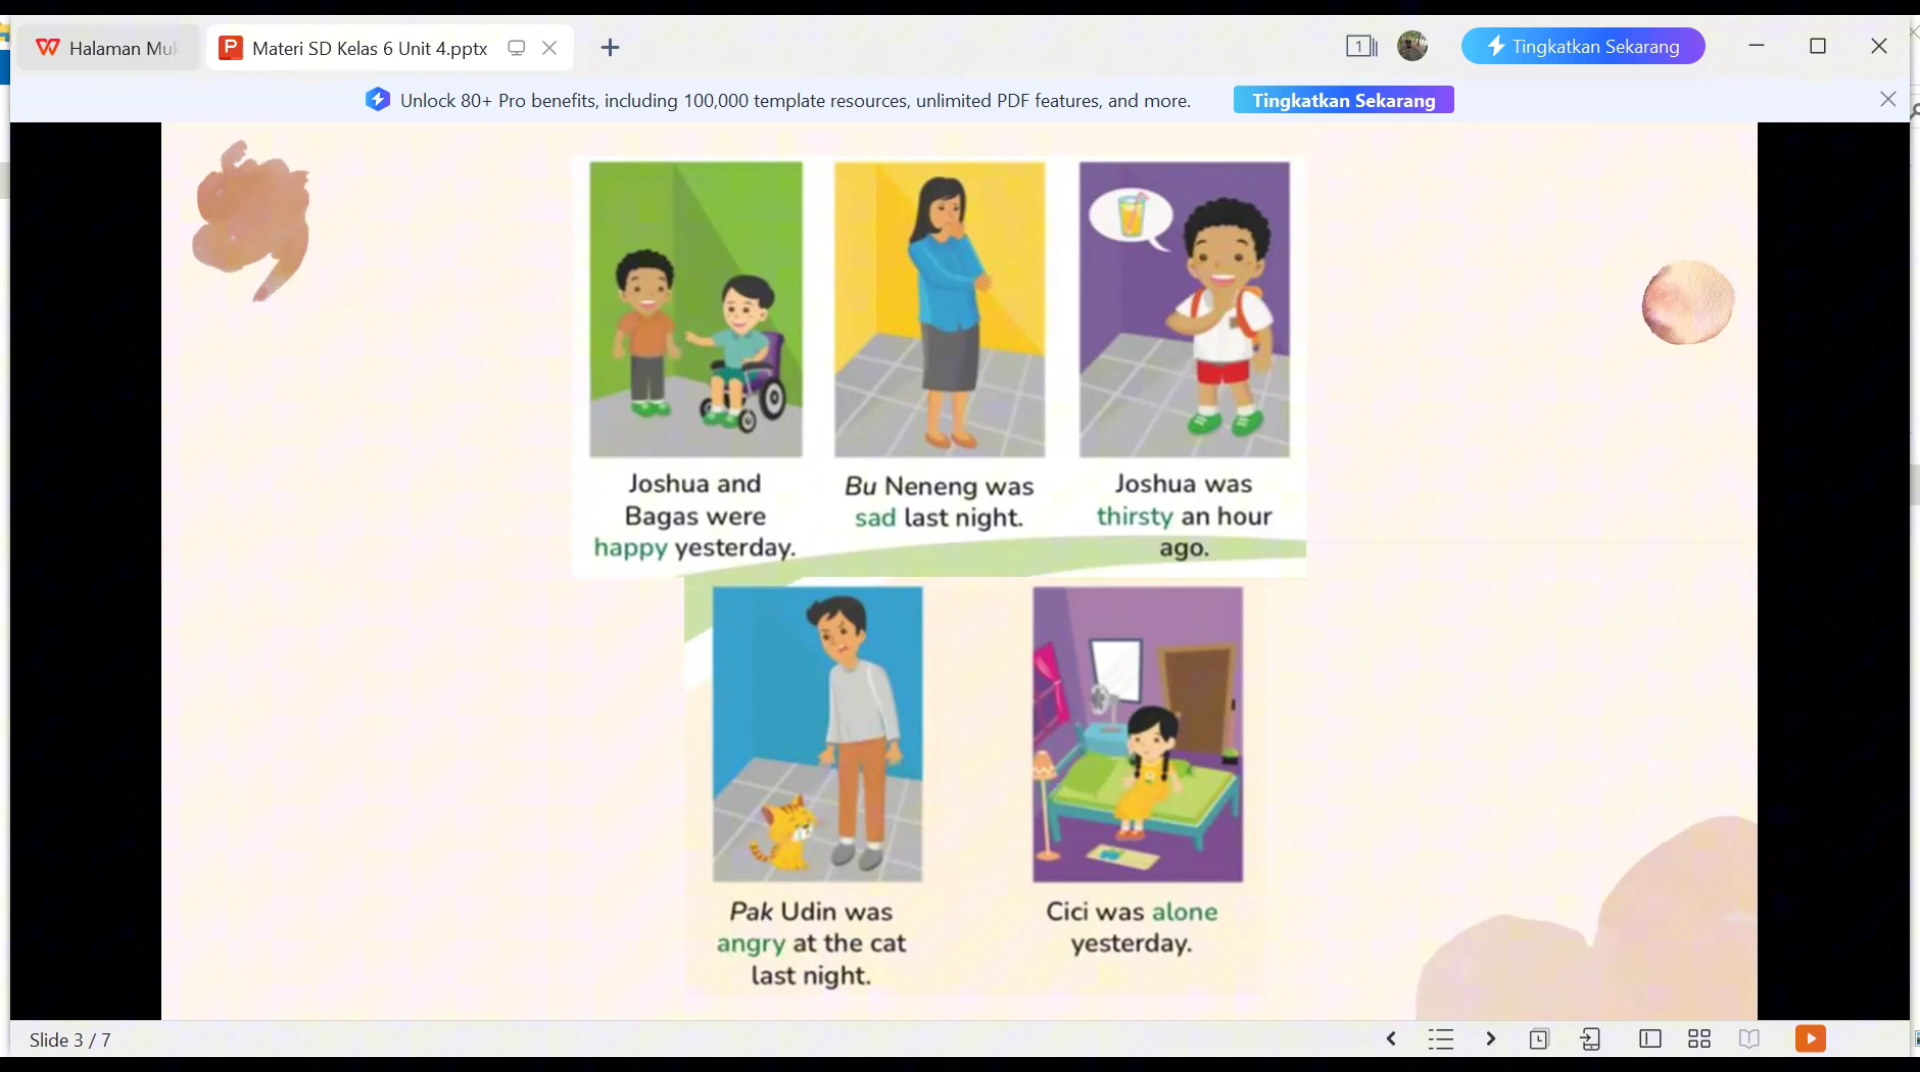 Halaman Muk
Materi SD Kelas 6 Unit 4.pptx
1
Tingkatkan Sekarang
Unlock 80+ Pro benefits, including 100,000 template resources, unlimited PDF features, and more.
Tingkatkan Sekarang
Joshua and
Bagas were
happy yesterday.
Bu Neneng was
sad last night.
Joshua was
thirsty an hour
ago.
Pak Udin was
angry at the cat
last night.
Cici was alone
yesterday.
Slide 3 / 7